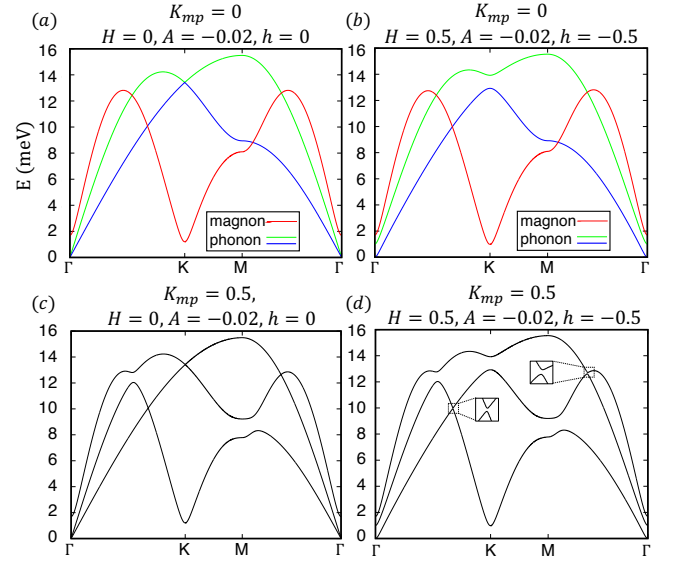 (a) K_mp = 0
H = 0, A = −0.02, h = 0
(b) K_mp = 0
H = 0.5, A = −0.02, h = −0.5
E (meV)
16
14
12
10
8
6
4
2
0
magnon
phonon
Γ K M Γ
16
14
12
10
8
6
4
2
0
magnon
phonon
Γ K M Γ
(c) K_mp = 0.5,
H = 0, A = −0.02, h = 0
(d) K_mp = 0.5
H = 0.5, A = −0.02, h = −0.5
16
14
12
10
8
6
4
2
0
Γ K M Γ
16
14
12
10
8
6
4
2
0
Γ K M Γ